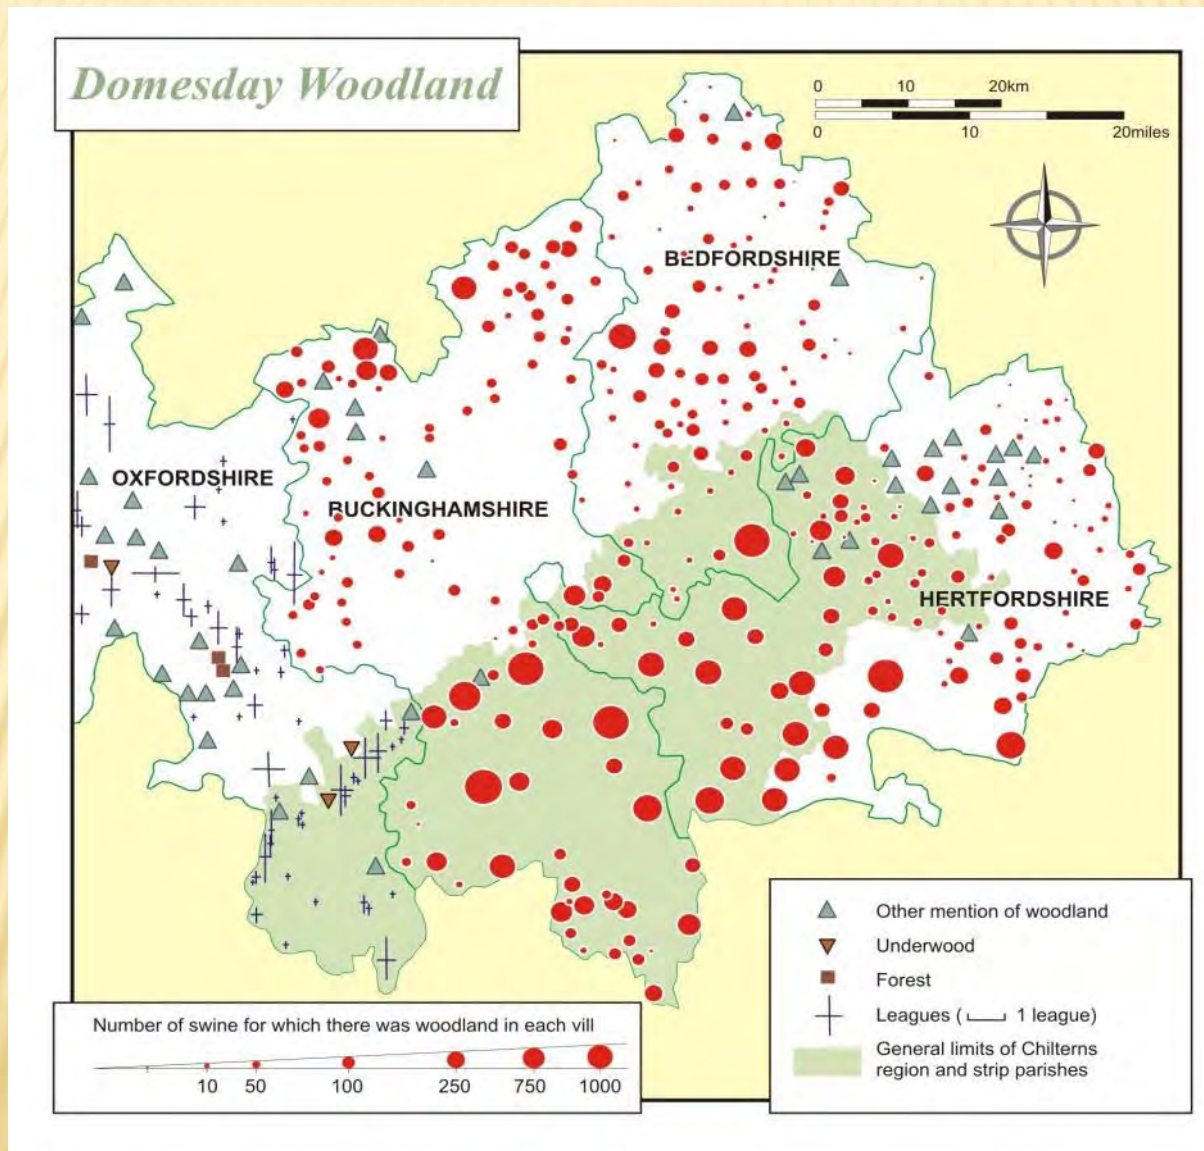 Domesday Woodland
0 10 20km
0 10 20miles
BEDFORDSHIRE
OXFORDSHIRE
BUCKINGHAMSHIRE
HERTFORDSHIRE
Other mention of woodland
Underwood
Forest
Leagues ( 1 league)
General limits of Chilterns
region and strip parishes
Number of swine for which there was woodland in each vill
10 50 100 250 750 1000